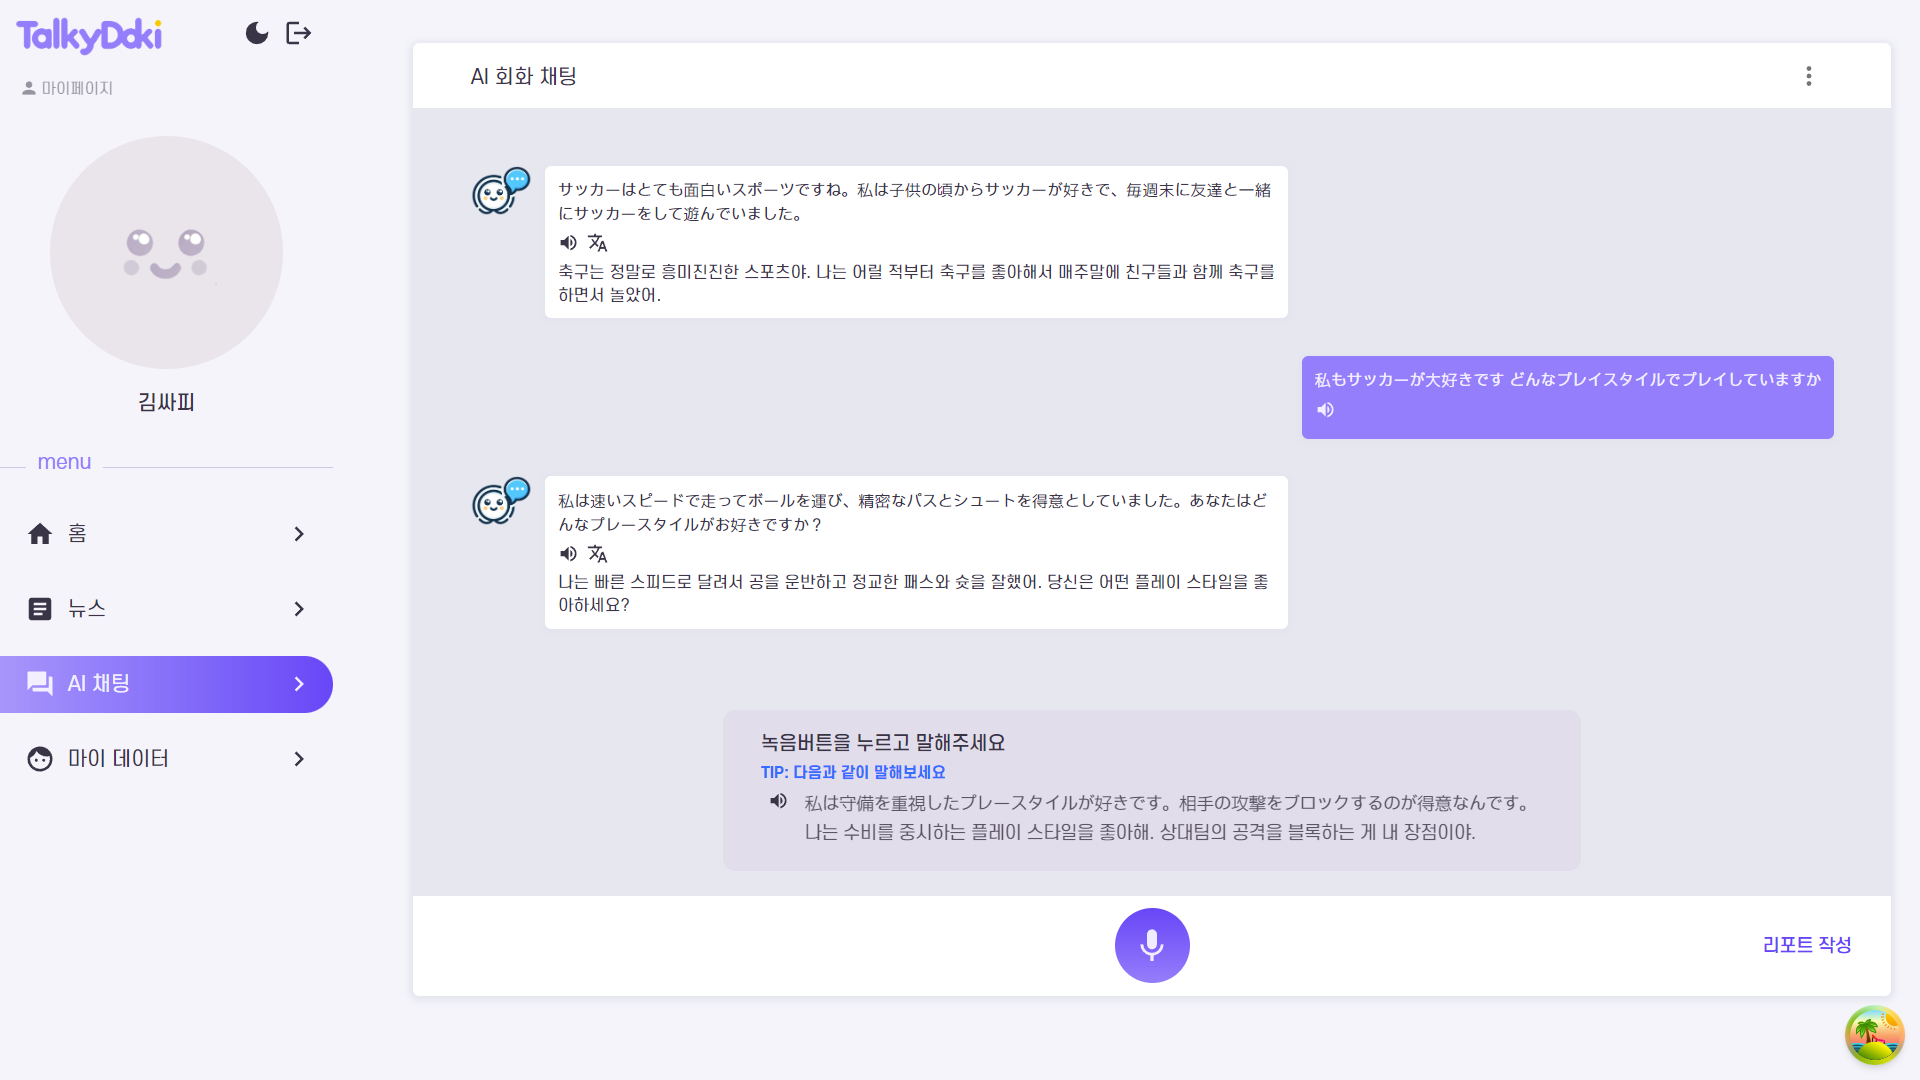 TalkyDoki
마이페이지
김싸피
menu
홈
뉴스
AI 채팅
마이 데이터
AI 회화 채팅
サッカーはとても面白いスポーツですね。私は子供の頃からサッカーが好きで、毎週末に友達と一緒
にサッカーをして遊んでいました。
축구는 정말로 흥미진진한 스포츠야. 나는 어릴 적부터 축구를 좋아해서 매주말에 친구들과 함께 축구를
하면서 놀았어.
私もサッカーが大好きです どんなプレイスタイルでプレイしていますか
私は速いスピードで走ってボールを運び、精密なパスとシュートを得意としていました。あなたはど
んなプレースタイルがお好きですか？
나는 빠른 스피드로 달려서 공을 운반하고 정교한 패스와 슛을 잘했어. 당신은 어떤 플레이 스타일을 좋
아하세요?
녹음버튼을 누르고 말해주세요
TIP: 다음과 같이 말해보세요
私は守備を重視したプレースタイルが好きです。相手の攻撃をブロックするのが得意なんです。
나는 수비를 중시하는 플레이 스타일을 좋아해. 상대팀의 공격을 블록하는 게 내 장점이야.
리포트 작성